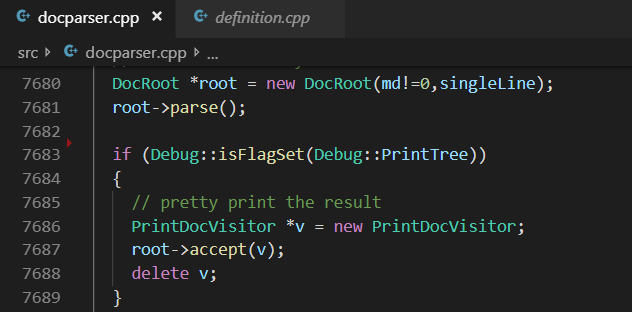 docparser.cpp × definition.cpp
src > docparser.cpp > ...
7680 DocRoot *root = new DocRoot(md!=0,singleLine);
7681 root->parse();
7682
7683 if (Debug::isFlagSet(Debug::PrintTree))
7684 {
7685 // pretty print the result
7686 PrintDocVisitor *v = new PrintDocVisitor;
7687 root->accept(v);
7688 delete v;
7689 }